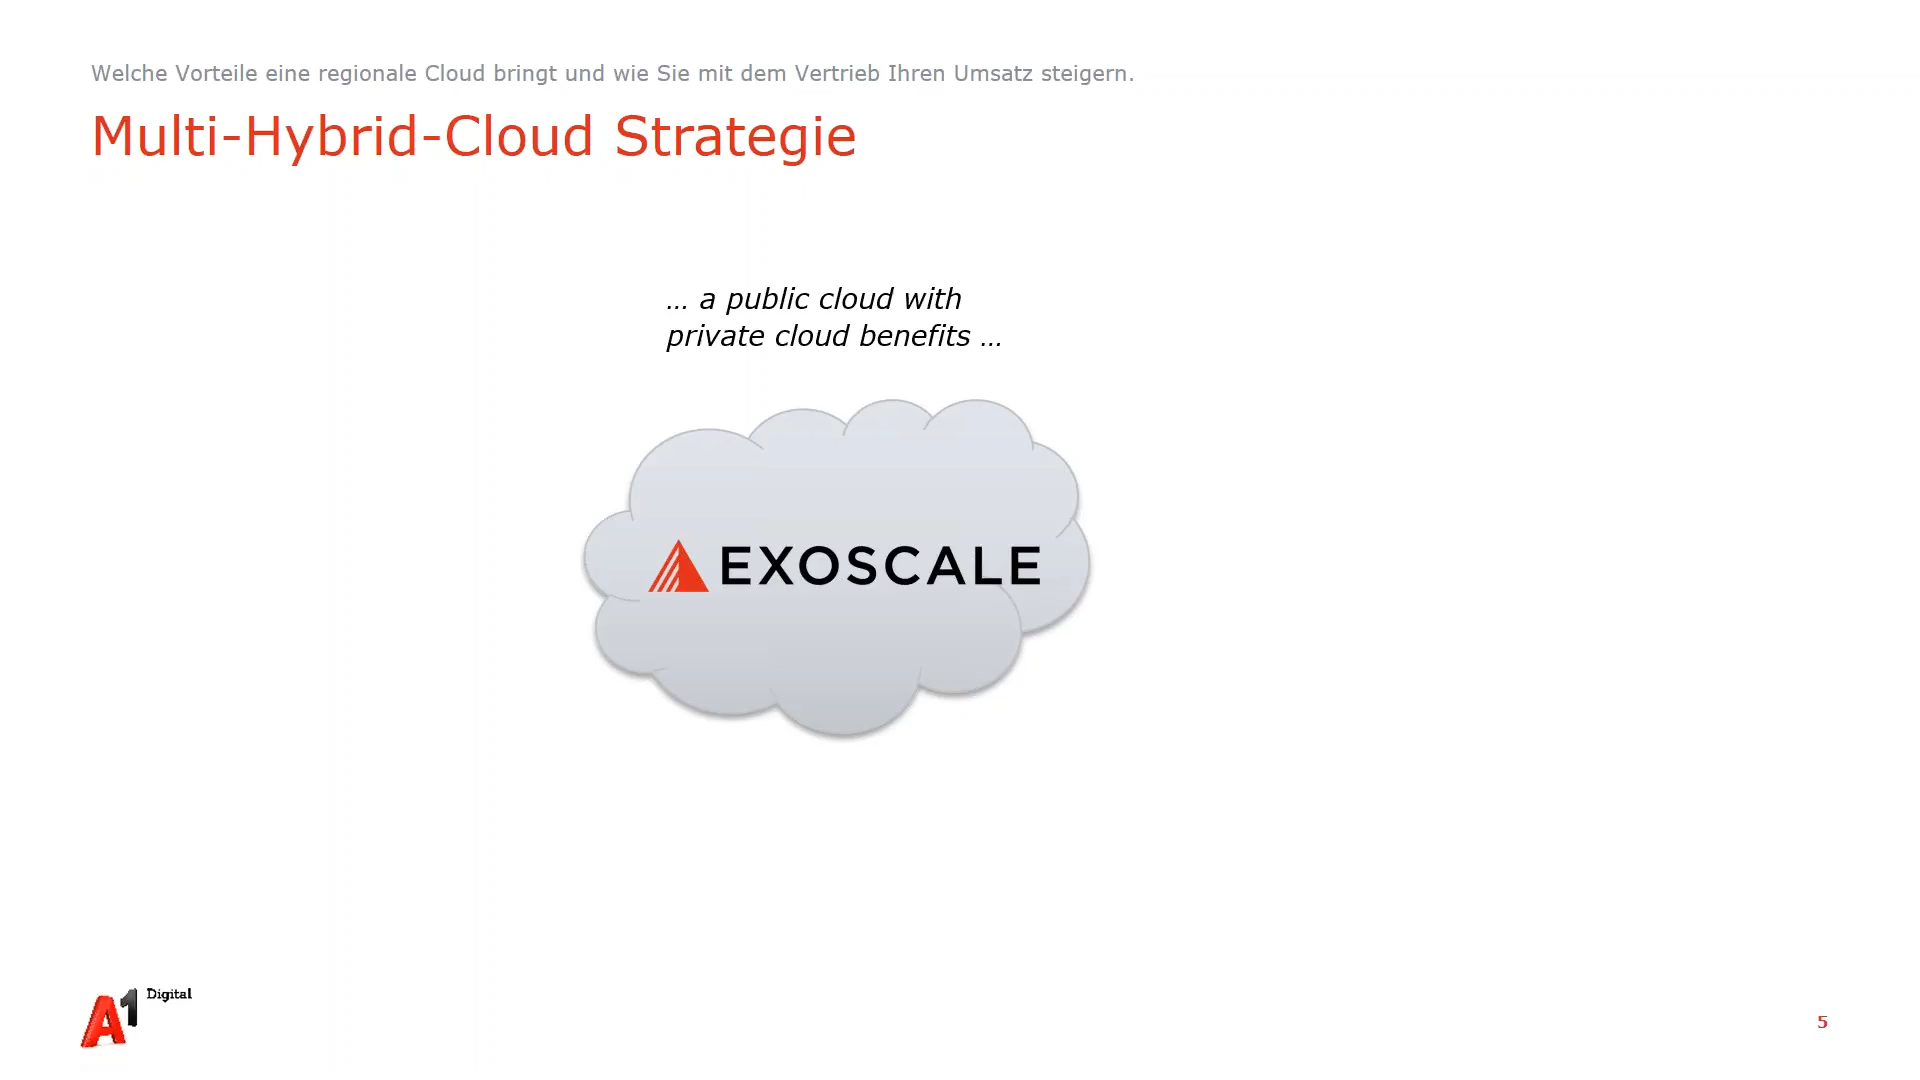 Welche Vorteile eine regionale Cloud bringt und wie Sie mit dem Vertrieb Ihren Umsatz steigern.
Multi-Hybrid-Cloud Strategie
… a public cloud with
private cloud benefits …
EXOSCALE
A1 Digital
5